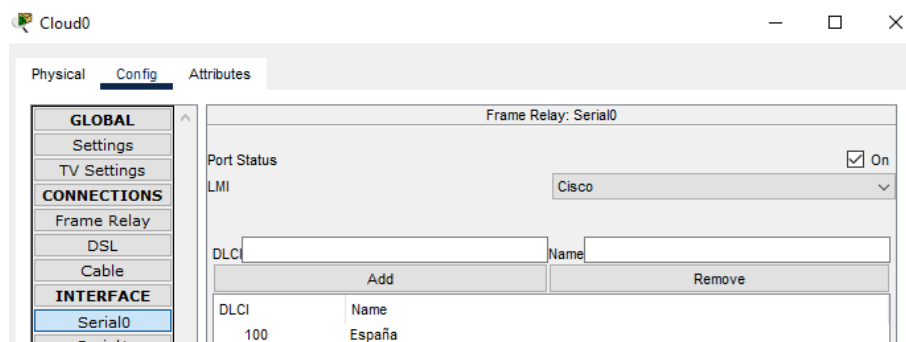 Cloud0
Physical Config Attributes
GLOBAL
Settings
TV Settings
CONNECTIONS
Frame Relay
DSL
Cable
INTERFACE
Serial0
Frame Relay: Serial0
Port Status On
LMI Cisco
DLCI Name
Add Remove
DLCI Name
100 España